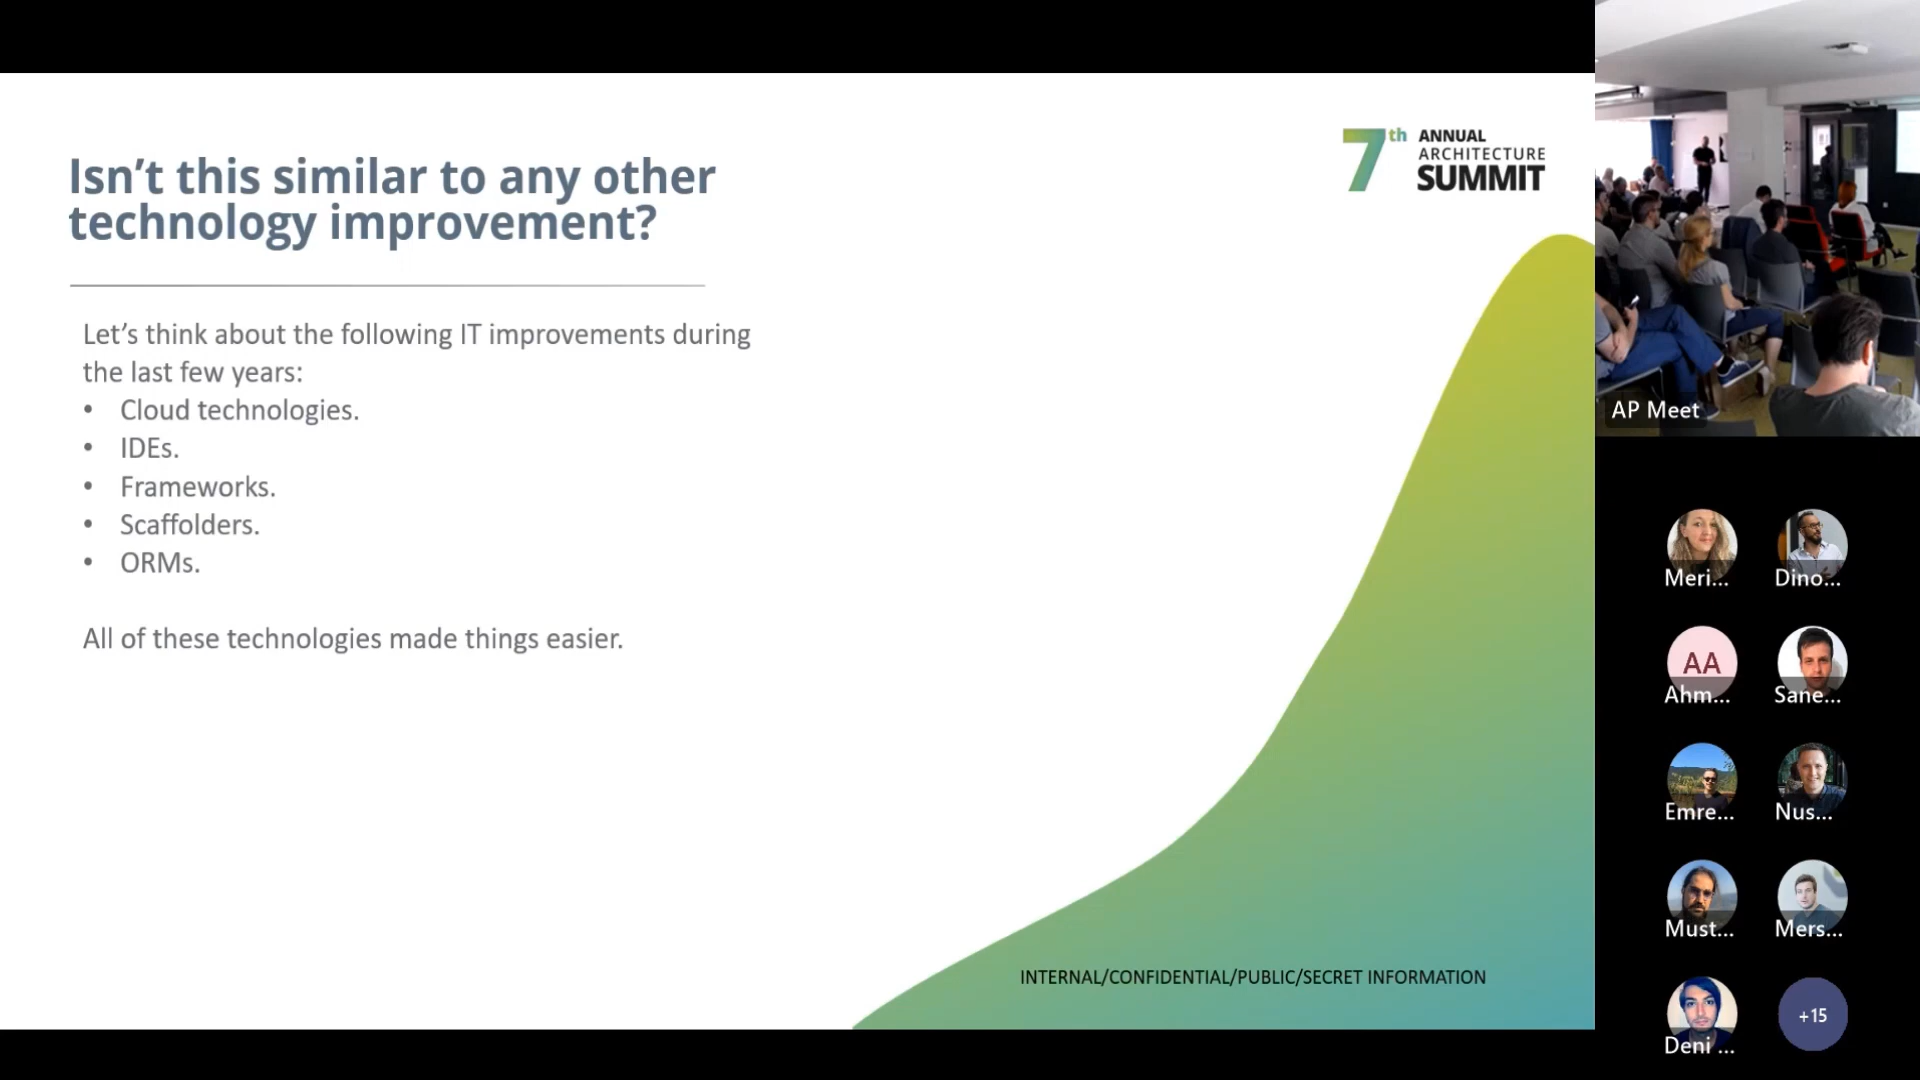 7th ANNUAL
ARCHITECTURE
SUMMIT
Isn’t this similar to any other
technology improvement?
Let’s think about the following IT improvements during
the last few years:
• Cloud technologies.
• IDEs.
• Frameworks.
• Scaffolders.
• ORMs.
All of these technologies made things easier.
INTERNAL/CONFIDENTIAL/PUBLIC/SECRET INFORMATION
AP Meet
Meri...
Dino...
AA
Ahm...
Sane...
Emre...
Nus...
Must...
Mers...
Deni ...
+15